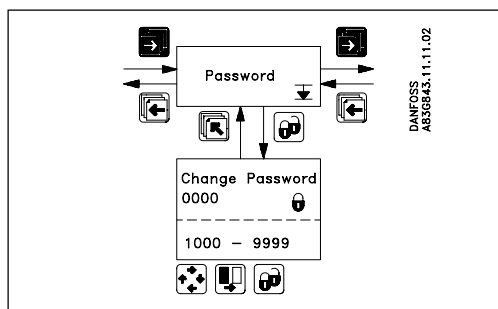 Password
Change Password
0000
1000 - 9999
DANFOSS
A83G843.11.11.02